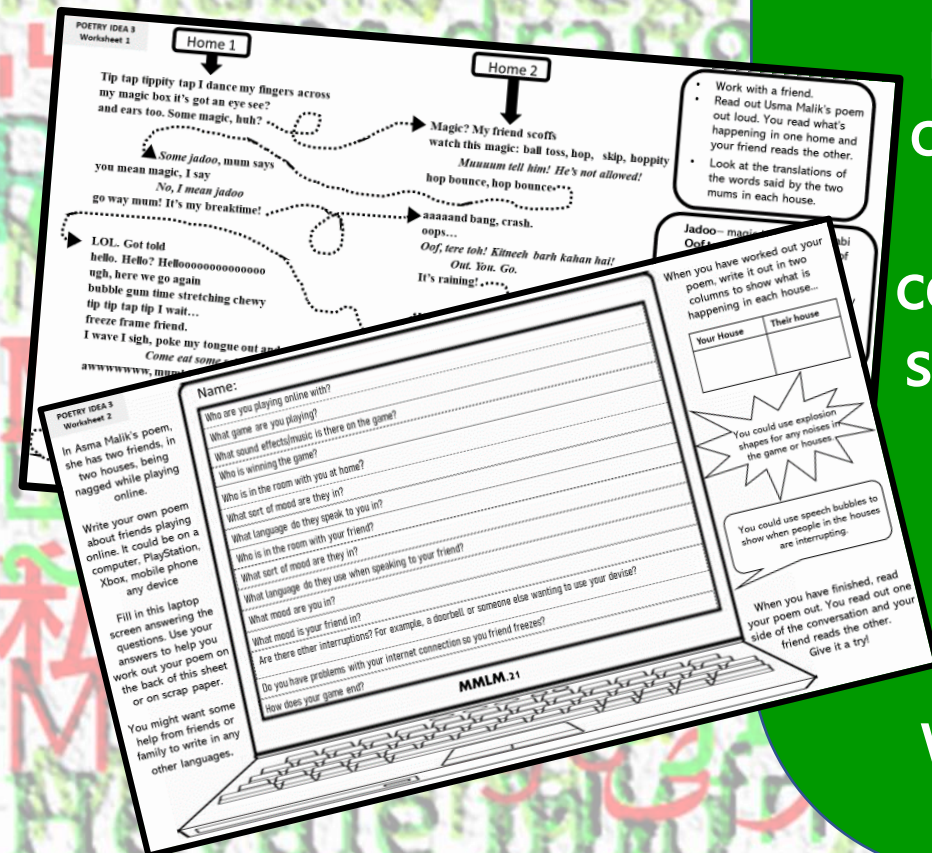 POETRY IDEA 3
Worksheet 1
Home 1
Tip tap tippity tap I dance my fingers across
my magic box it's got an eye see?
and ears too. Some magic, huh?
Some jadoo, mum says
you mean magic, I say
No, I mean jadoo
go way mum! It's my breaktime!
LOL. Got told
hello. Hello? Helloooooooooooooo
ugh, here we go again
bubble gum time stretching chewy
tip tip tap tip I wait…
freeze frame friend.
I wave I sigh, poke my tongue out and
Come eat some
awwwwwww, mum
Home 2
Magic? My friend scoffs
watch this magic: ball toss, hop, skip, hoppity
Muuuum tell him! He's not allowed!
hop bounce, hop bounce
aaaaand bang, crash.
oops…
Oof, tere toh! Kitneeh barh kahan hai!
Out. You. Go.
It's raining!
• Work with a friend.
• Read out Usma Malik's poem
out loud. You read what's
happening in one home and
your friend reads the other.
• Look at the translations of
the words said by the two
mums in each house.
Jadoo– magic
Oof
of
POETRY IDEA 3
Worksheet 2
In Asma Malik's poem,
she has two friends, in
two houses, being
nagged while playing
online.
Write your own poem
about friends playing
online. It could be on a
computer, PlayStation,
Xbox, mobile phone
any device
Fill in this laptop
screen answering the
questions. Use your
answers to help you
work out your poem on
the back of this sheet
or on scrap paper.
You might want some
help from friends or
family to write in any
other languages.
Name:
Who are you playing online with?
What game are you playing?
What sound effects/music is there on the game?
Who is winning the game?
Who is in the room with you at home?
What sort of mood are they in?
What language do they speak to you in?
Who is in the room with your friend?
What sort of mood are they in?
What language do they use when speaking to your friend?
What mood are you in?
What mood is your friend in?
Are there other interruptions? For example, a doorbell or someone else wanting to use your devise?
Do you have problems with your internet connection so you friend freezes?
How does your game end?
MMLM.21
When you have worked out your
poem, write it out in two
columns to show what is
happening in each house…
Your House
Their house
You could use explosion
shapes for any noises in
the game or houses.
You could use speech bubbles to
show when people in the houses
are interrupting.
When you have finished, read
your poem out. You read out one
side of the conversation and your
friend reads the other.
Give it a try!